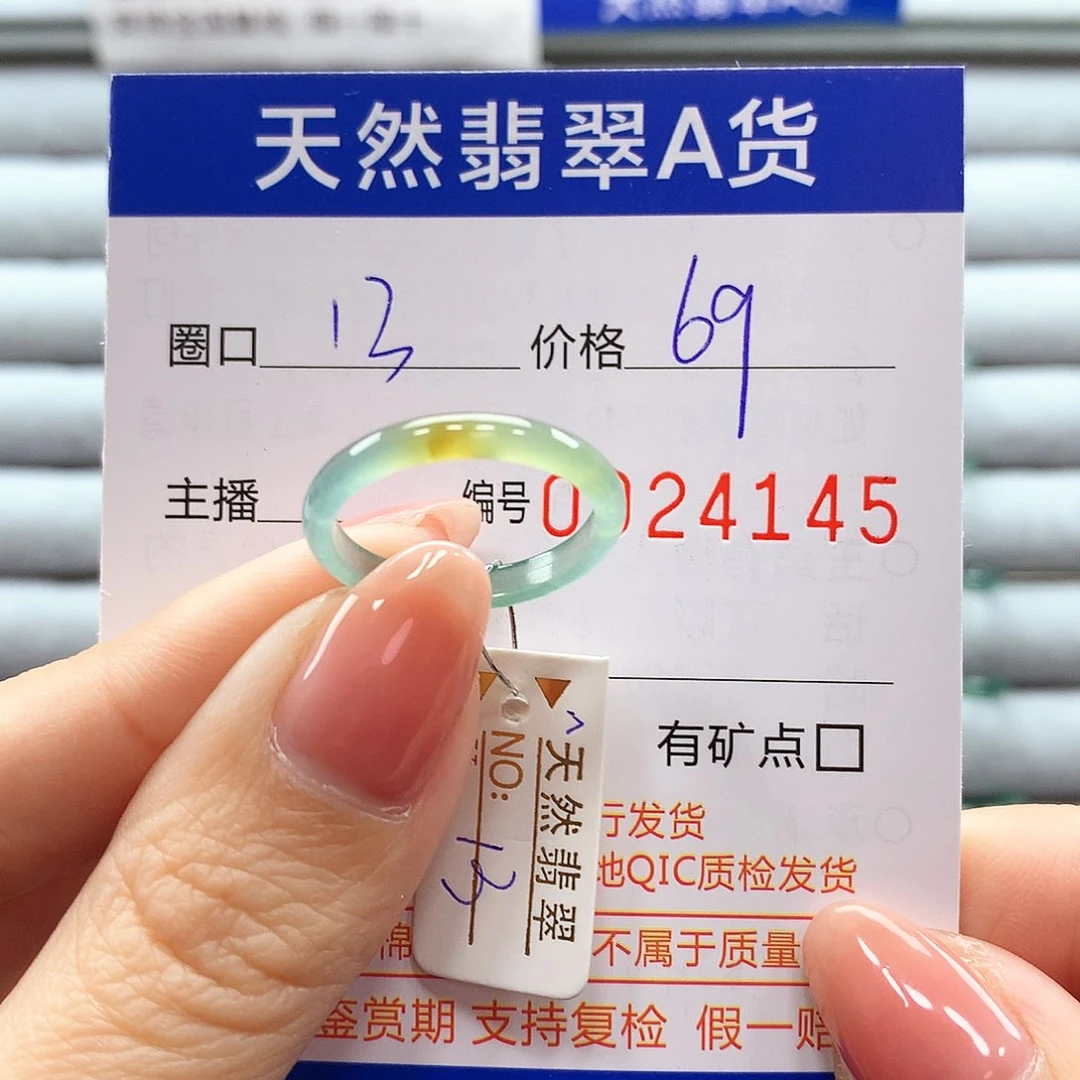 天然翡翠A货
圈口 13 价格 69
主播 编号 0024145
有矿点□
天然翡翠
NO:
行发货
地QIC质检发货
棉 不属于质量
鉴赏期 支持复检 假一赔